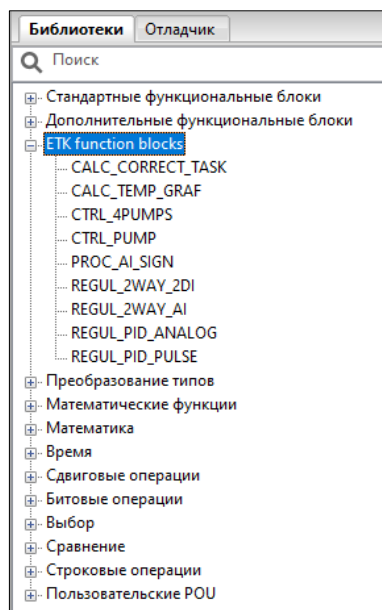 Библиотеки Отладчик
Поиск
Стандартные функциональные блоки
Дополнительные функциональные блоки
ETK function blocks
CALC_CORRECT_TASK
CALC_TEMP_GRAF
CTRL_4PUMPS
CTRL_PUMP
PROC_AI_SIGN
REGUL_2WAY_2DI
REGUL_2WAY_AI
REGUL_PID_ANALOG
REGUL_PID_PULSE
Преобразование типов
Математические функции
Математика
Время
Сдвиговые операции
Битовые операции
Выбор
Сравнение
Строковые операции
Пользовательские POU